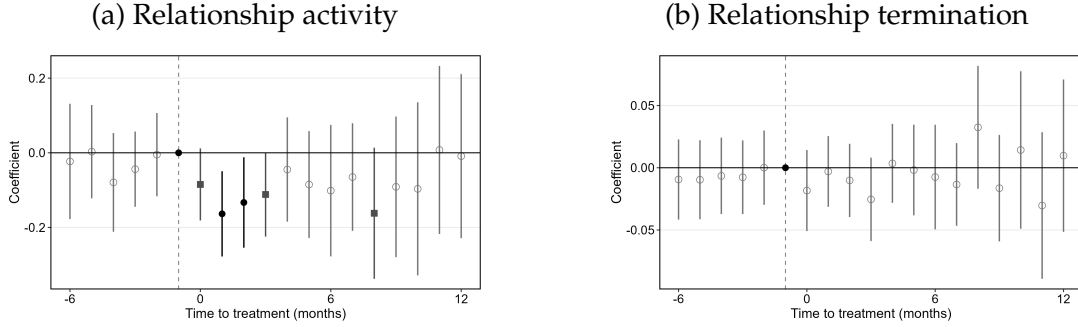 (a) Relationship activity
0.2
0.0
-0.2
Coefficient
-6
0
6
12
Time to treatment (months)
(b) Relationship termination
0.05
0.00
-0.05
Coefficient
-6
0
6
12
Time to treatment (months)